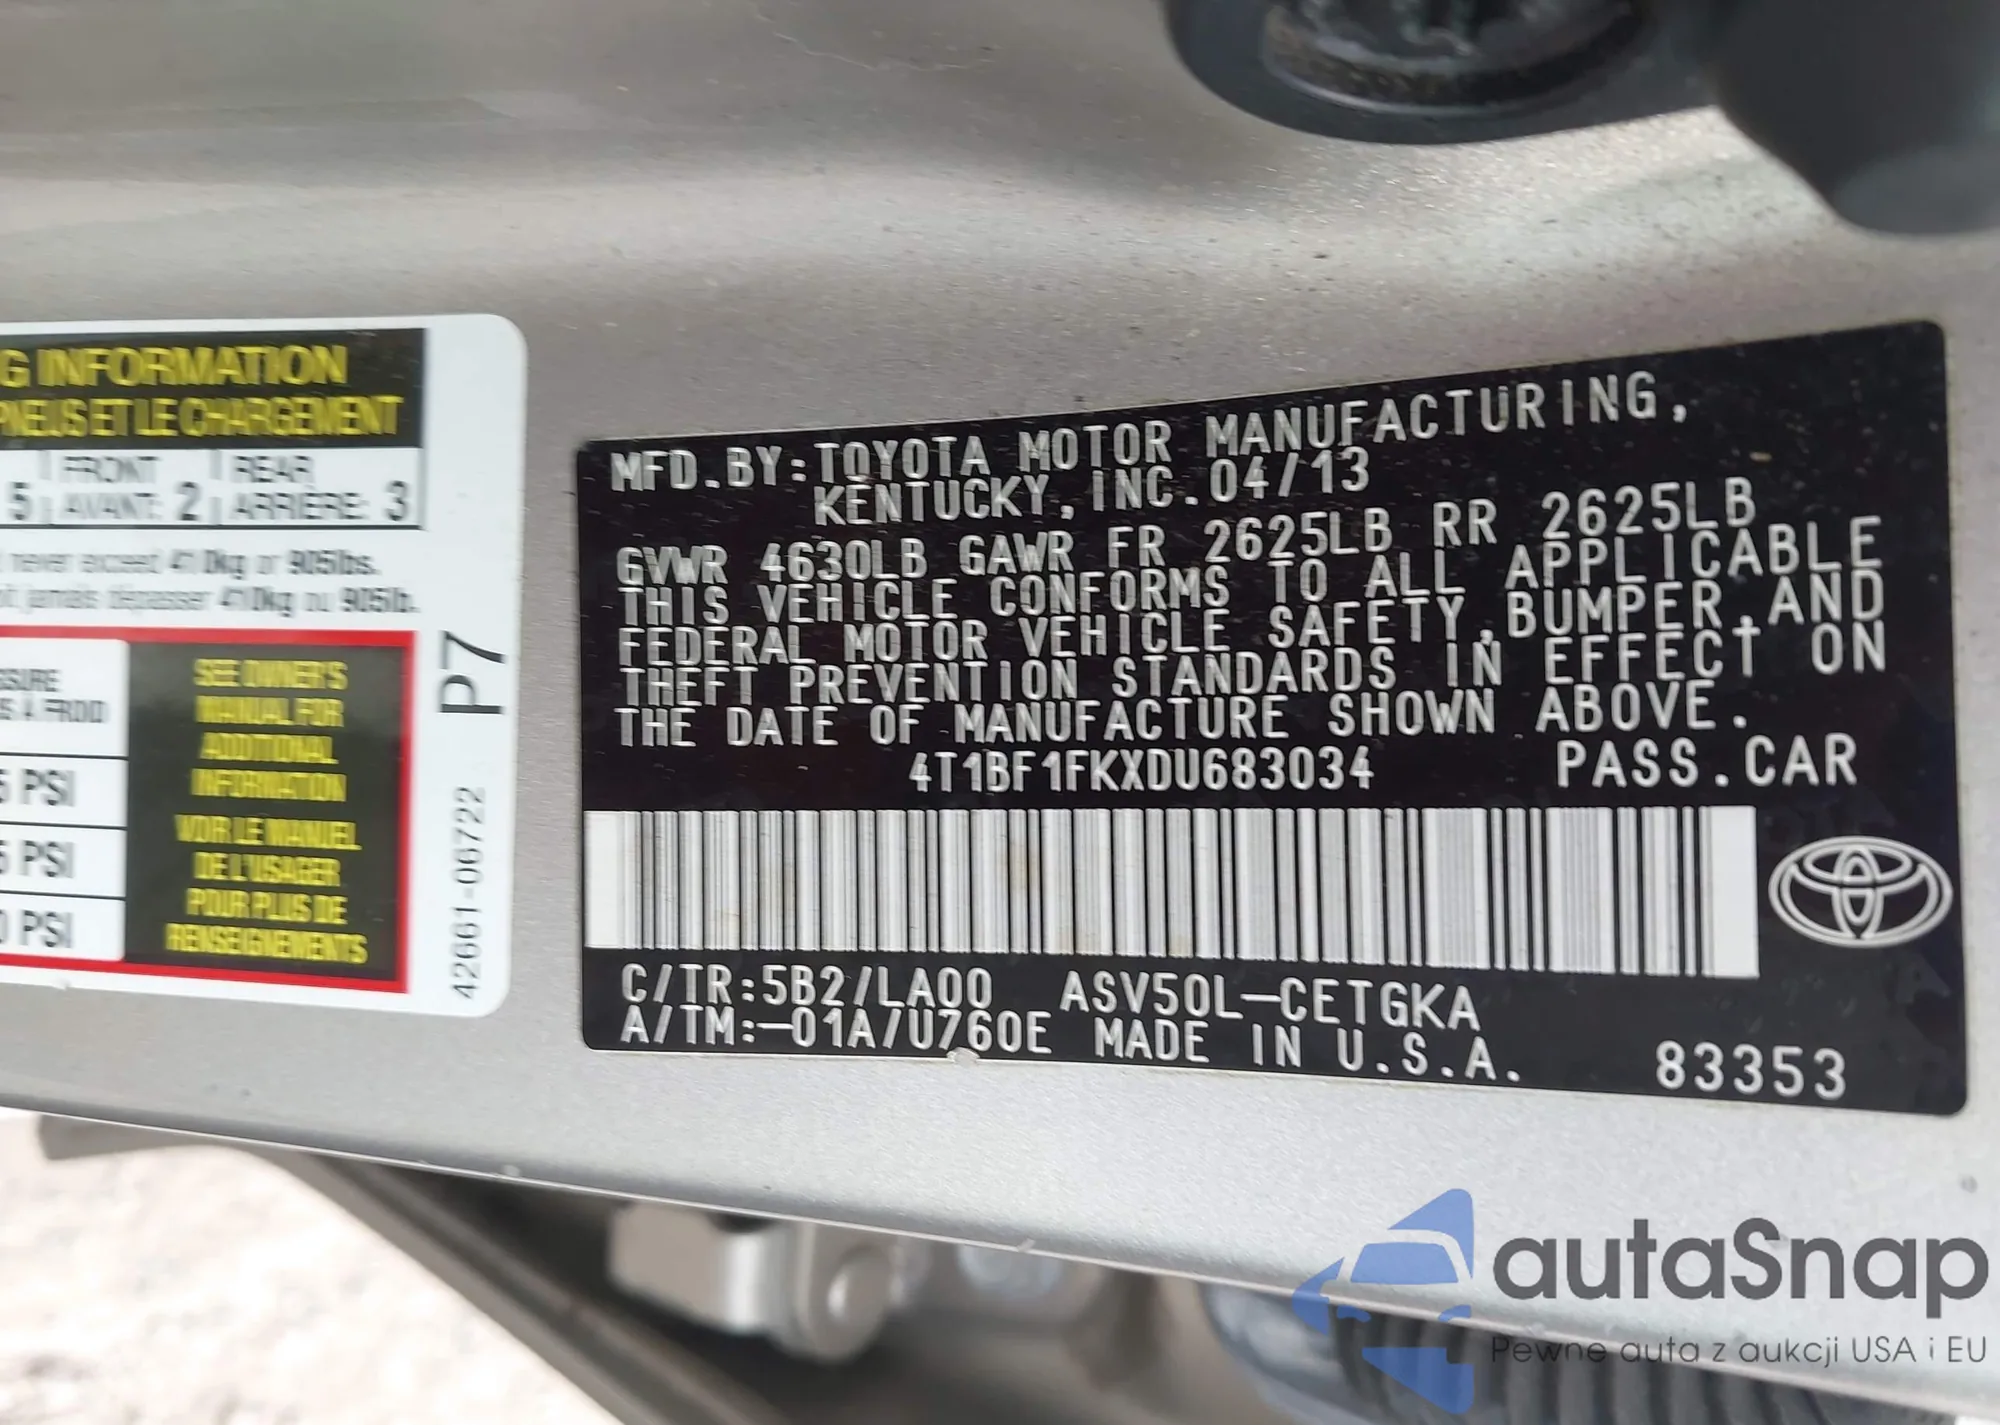 G INFORMATION
PNEUS ET LE CHARGEMENT
5 FRONT AVANT: 2 REAR ARRIÈRE: 3
never exceed 410kg or 905lbs.
jamais dépasser 410kg ou 905lb.
A FROID
PSI
PSI
PSI
SEE OWNER'S
MANUAL FOR
ADDITIONAL
INFORMATION
VOIR LE MANUEL
DE L'USAGER
POUR PLUS DE
RENSEIGNEMENTS
42661-06722 P7
MFD.BY:TOYOTA MOTOR MANUFACTURING,
KENTUCKY, INC.04/13
GVWR 4630LB GAWR FR 2625LB RR 2625LB
THIS VEHICLE CONFORMS TO ALL APPLICABLE
FEDERAL MOTOR VEHICLE SAFETY,BUMPER,AND
THEFT PREVENTION STANDARDS IN EFFECT ON
THE DATE OF MANUFACTURE SHOWN ABOVE.
4T1BF1FKXDU683034 PASS.CAR
C/TR:5B2/LA00 ASV50L-CETGKA
A/TM:-01A/U760E MADE IN U.S.A.
83353
autaSnap
Pewne auta z aukcji USA i EU